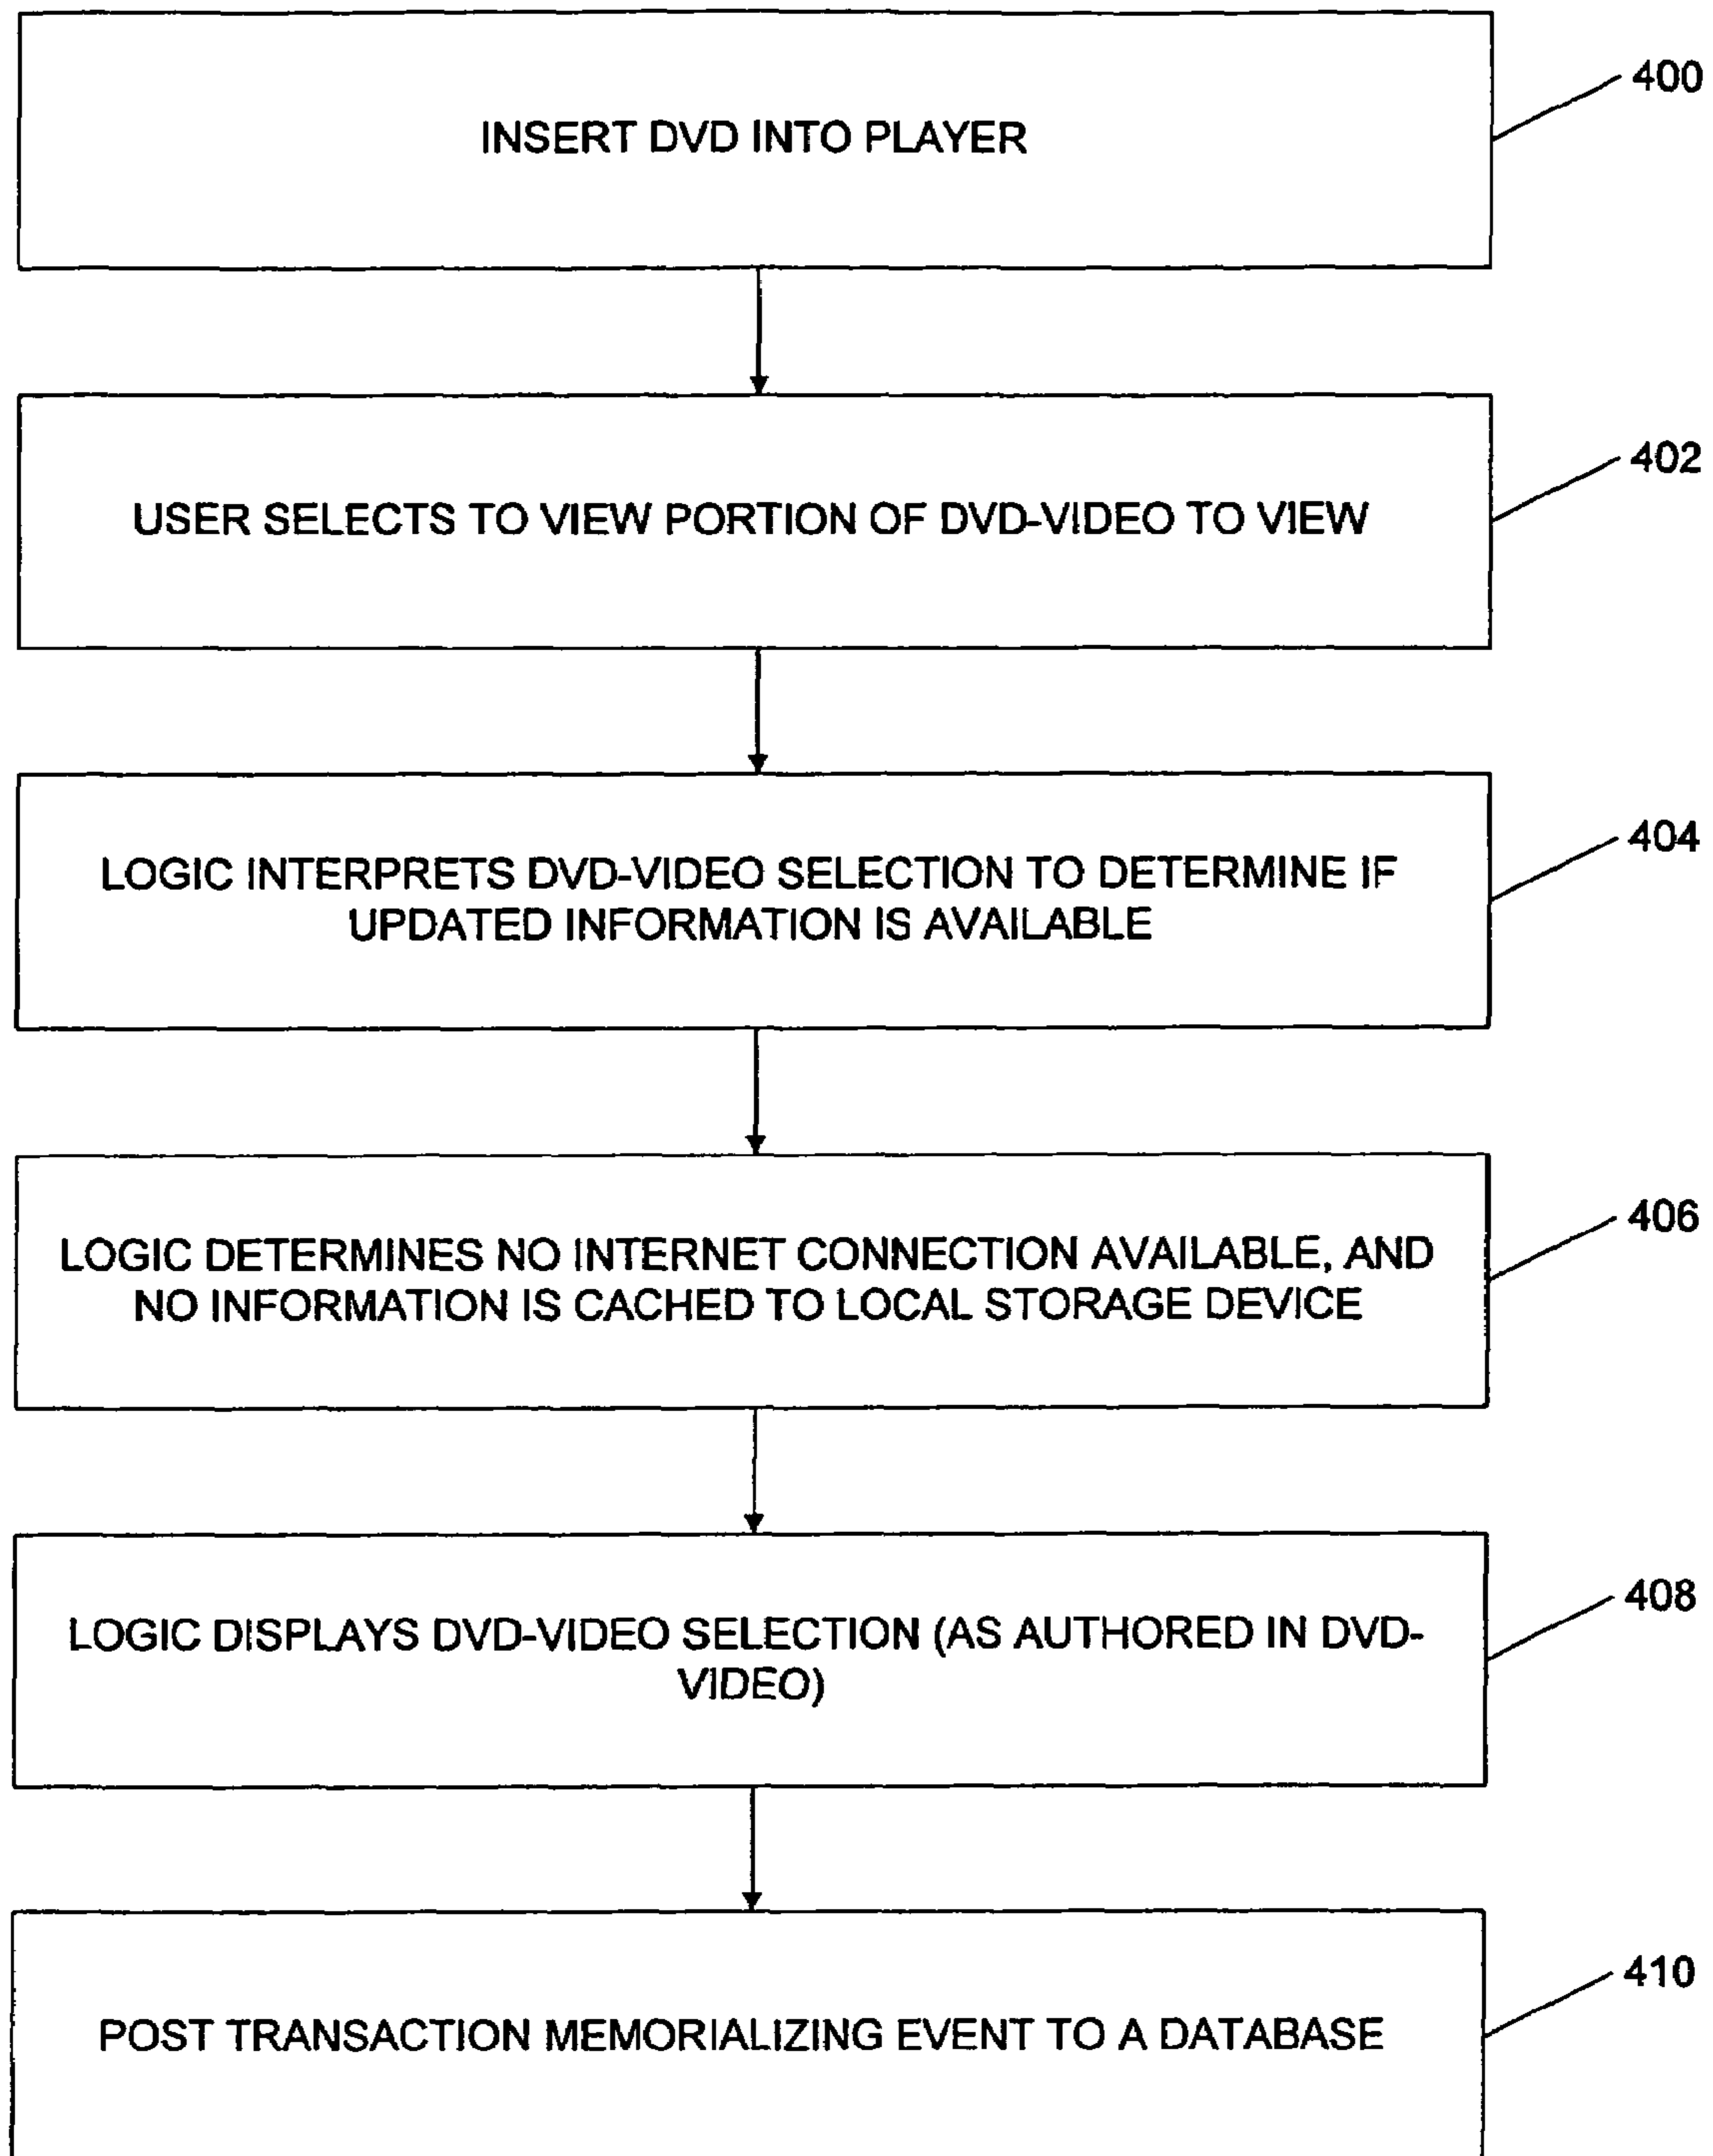 INSERT DVD INTO PLAYER
400
USER SELECTS TO VIEW PORTION OF DVD-VIDEO TO VIEW
402
LOGIC INTERPRETS DVD-VIDEO SELECTION TO DETERMINE IF
UPDATED INFORMATION IS AVAILABLE
404
LOGIC DETERMINES NO INTERNET CONNECTION AVAILABLE, AND
NO INFORMATION IS CACHED TO LOCAL STORAGE DEVICE
406
LOGIC DISPLAYS DVD-VIDEO SELECTION (AS AUTHORED IN DVD-
VIDEO)
408
POST TRANSACTION MEMORIALIZING EVENT TO A DATABASE
410